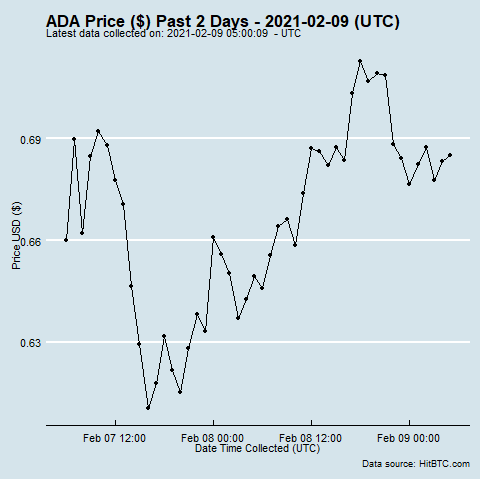 ADA Price ($) Past 2 Days - 2021-02-09 (UTC)
Latest data collected on: 2021-02-09 05:00:09 - UTC
0.69
0.66
0.63
Price USD ($)
Feb 07 12:00
Feb 08 00:00
Feb 08 12:00
Feb 09 00:00
Date Time Collected (UTC)
Data source: HitBTC.com